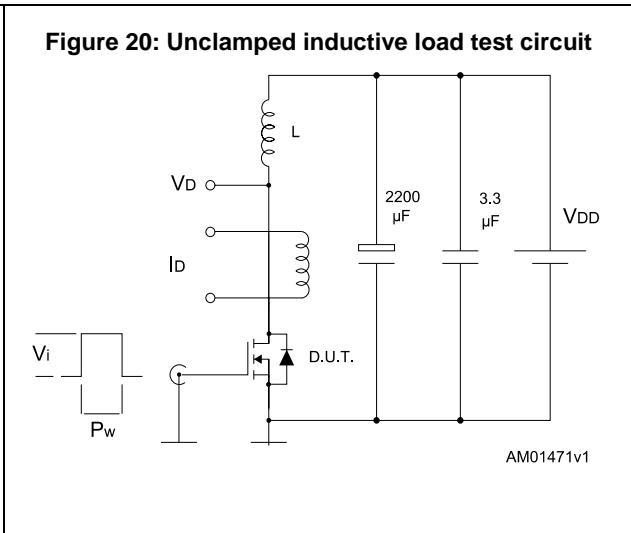 Figure 20: Unclamped inductive load test circuit
L
VD
2200
µF
3.3
µF
VDD
ID
Vi
D.U.T.
Pw
AM01471v1